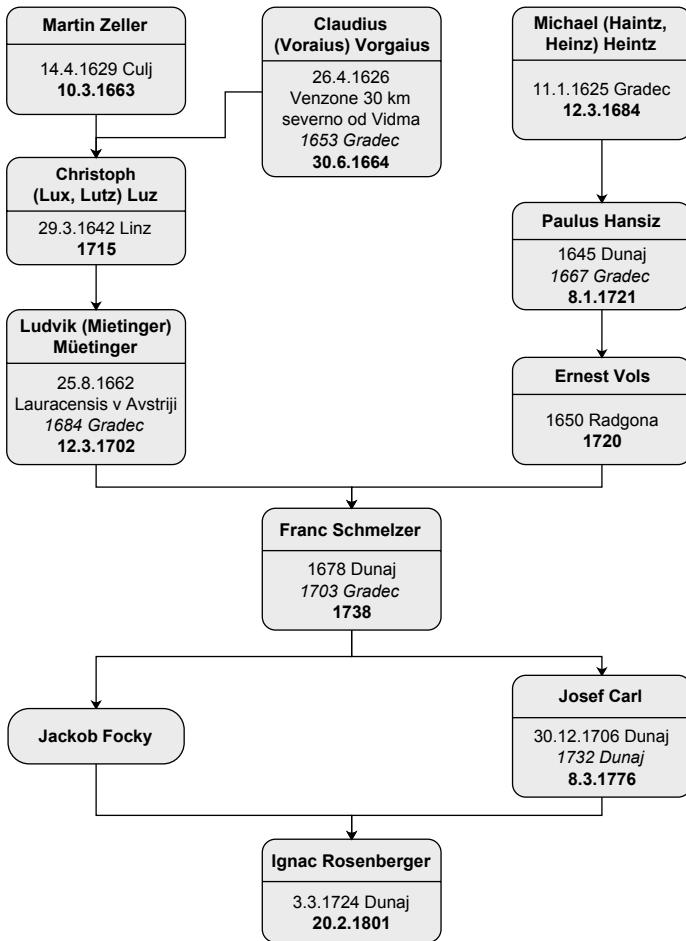 Martin Zeller
14.4.1629 Culj
10.3.1663
Claudius
(Voraius) Vorgaius
26.4.1626
Venzone 30 km
severno od Vidma
1653 Gradec
30.6.1664
Michael (Haintz,
Heinz) Heintz
11.1.1625 Gradec
12.3.1684
Christoph
(Lux, Lutz) Luz
29.3.1642 Linz
1715
Paulus Hansiz
1645 Dunaj
1667 Gradec
8.1.1721
Ludvik (Mietinger)
Müetinger
25.8.1662
Lauracensis v Avstriji
1684 Gradec
12.3.1702
Ernest Vols
1650 Radgona
1720
Franc Schmelzer
1678 Dunaj
1703 Gradec
1738
Jackob Focky
Josef Carl
30.12.1706 Dunaj
1732 Dunaj
8.3.1776
Ignac Rosenberger
3.3.1724 Dunaj
20.2.1801